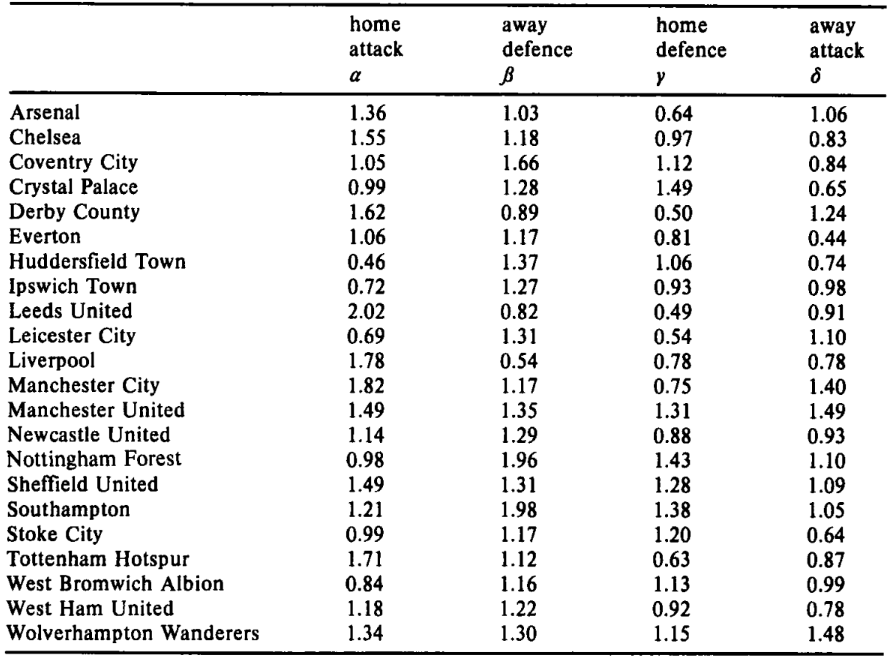 home away home away
attack defence defence attack
α β γ δ
Arsenal 1.36 1.03 0.64 1.06
Chelsea 1.55 1.18 0.97 0.83
Coventry City 1.05 1.66 1.12 0.84
Crystal Palace 0.99 1.28 1.49 0.65
Derby County 1.62 0.89 0.50 1.24
Everton 1.06 1.17 0.81 0.44
Huddersfield Town 0.46 1.37 1.06 0.74
Ipswich Town 0.72 1.27 0.93 0.98
Leeds United 2.02 0.82 0.49 0.91
Leicester City 0.69 1.31 0.54 1.10
Liverpool 1.78 0.54 0.78 0.78
Manchester City 1.82 1.17 0.75 1.40
Manchester United 1.49 1.35 1.31 1.49
Newcastle United 1.14 1.29 0.88 0.93
Nottingham Forest 0.98 1.96 1.43 1.10
Sheffield United 1.49 1.31 1.28 1.09
Southampton 1.21 1.98 1.38 1.05
Stoke City 0.99 1.17 1.20 0.64
Tottenham Hotspur 1.71 1.12 0.63 0.87
West Bromwich Albion 0.84 1.16 1.13 0.99
West Ham United 1.18 1.22 0.92 0.78
Wolverhampton Wanderers 1.34 1.30 1.15 1.48